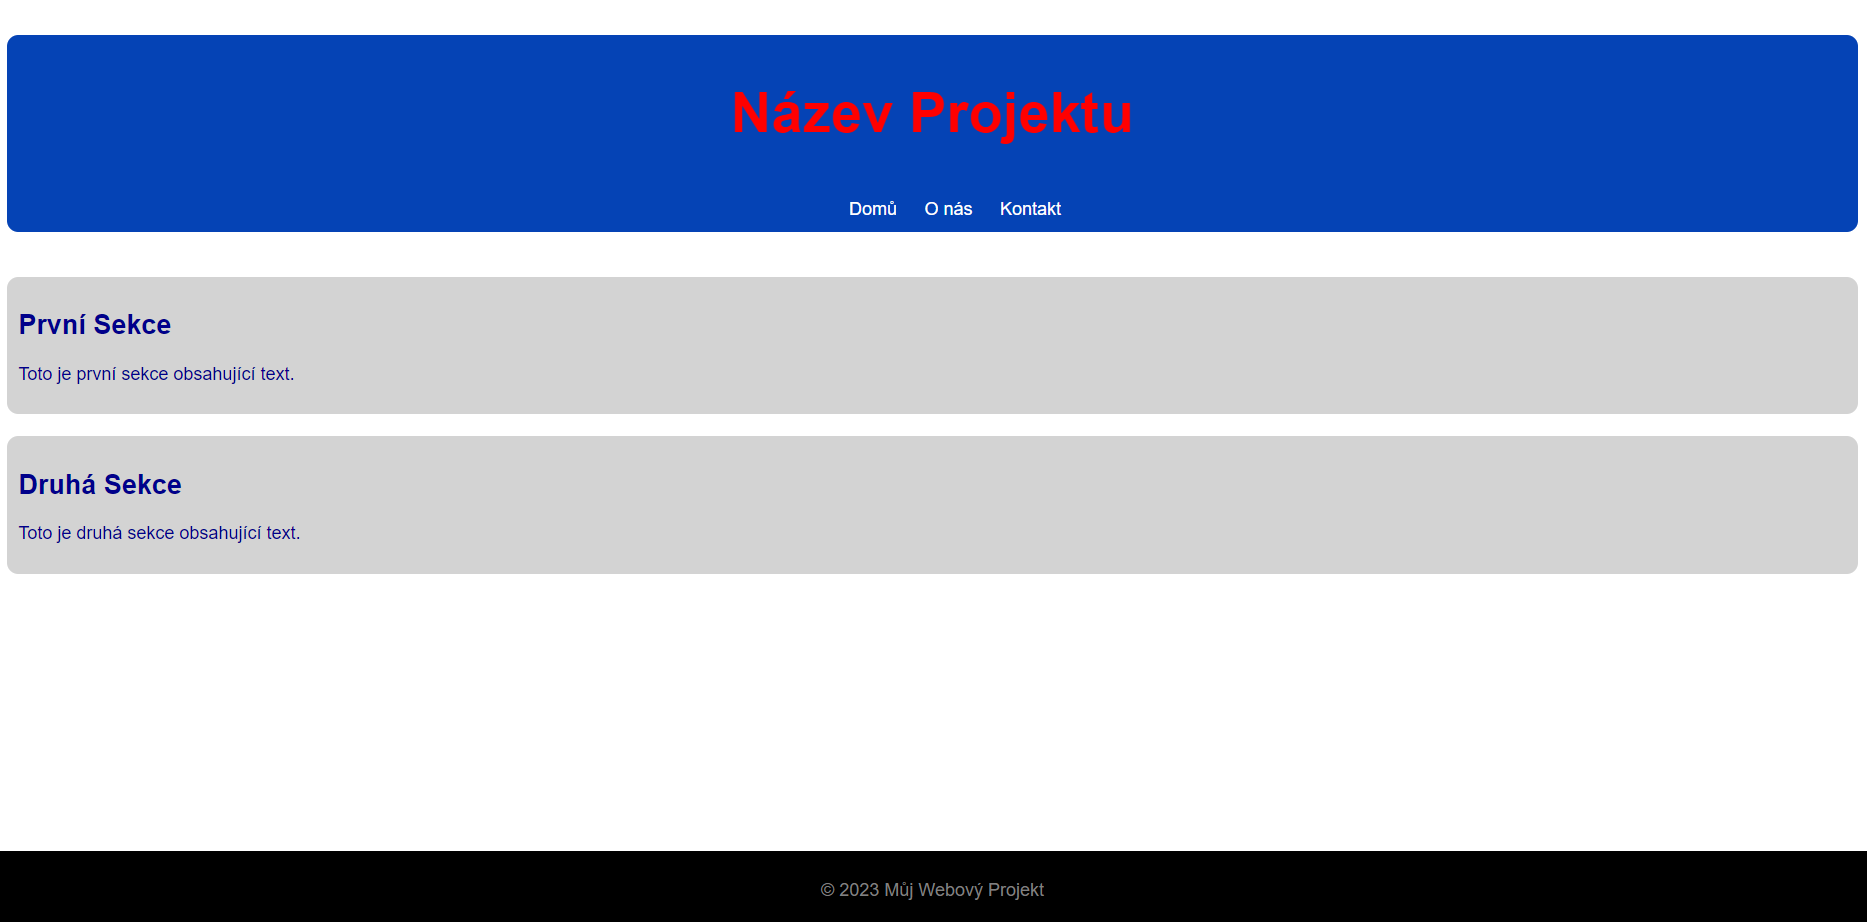 Název Projektu
Domů O nás Kontakt
První Sekce
Toto je první sekce obsahující text.
Druhá Sekce
Toto je druhá sekce obsahující text.
© 2023 Můj Webový Projekt